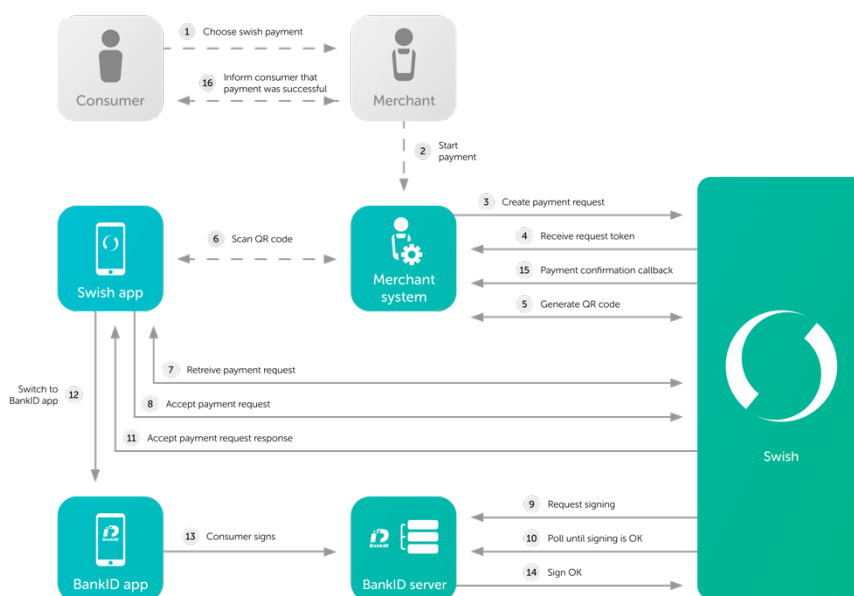 1 Choose swish payment
16 Inform consumer that
payment was successful
Consumer
Merchant
2 Start
payment
3 Create payment request
4 Receive request token
6 Scan QR code
15 Payment confirmation callback
Swish app
Merchant
system
5 Generate QR code
7 Retreive payment request
Switch to
BankID app 12
8 Accept payment request
11 Accept payment request response
Swish
9 Request signing
BankID
BankID
13 Consumer signs
10 Poll until signing is OK
BankID app
BankID server
14 Sign OK